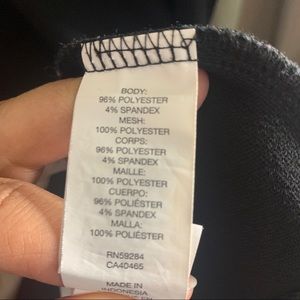 BODY:
96% POLYESTER
4% SPANDEX
MESH:
100% POLYESTER
CORPS:
96% POLYESTER
4% SPANDEX
MAILLE:
100% POLYESTER
CUERPO:
96% POLIÉSTER
4% SPANDEX
MALLA:
100% POLIÉSTER
RN59284
CA40465
MADE IN
INDONESIA